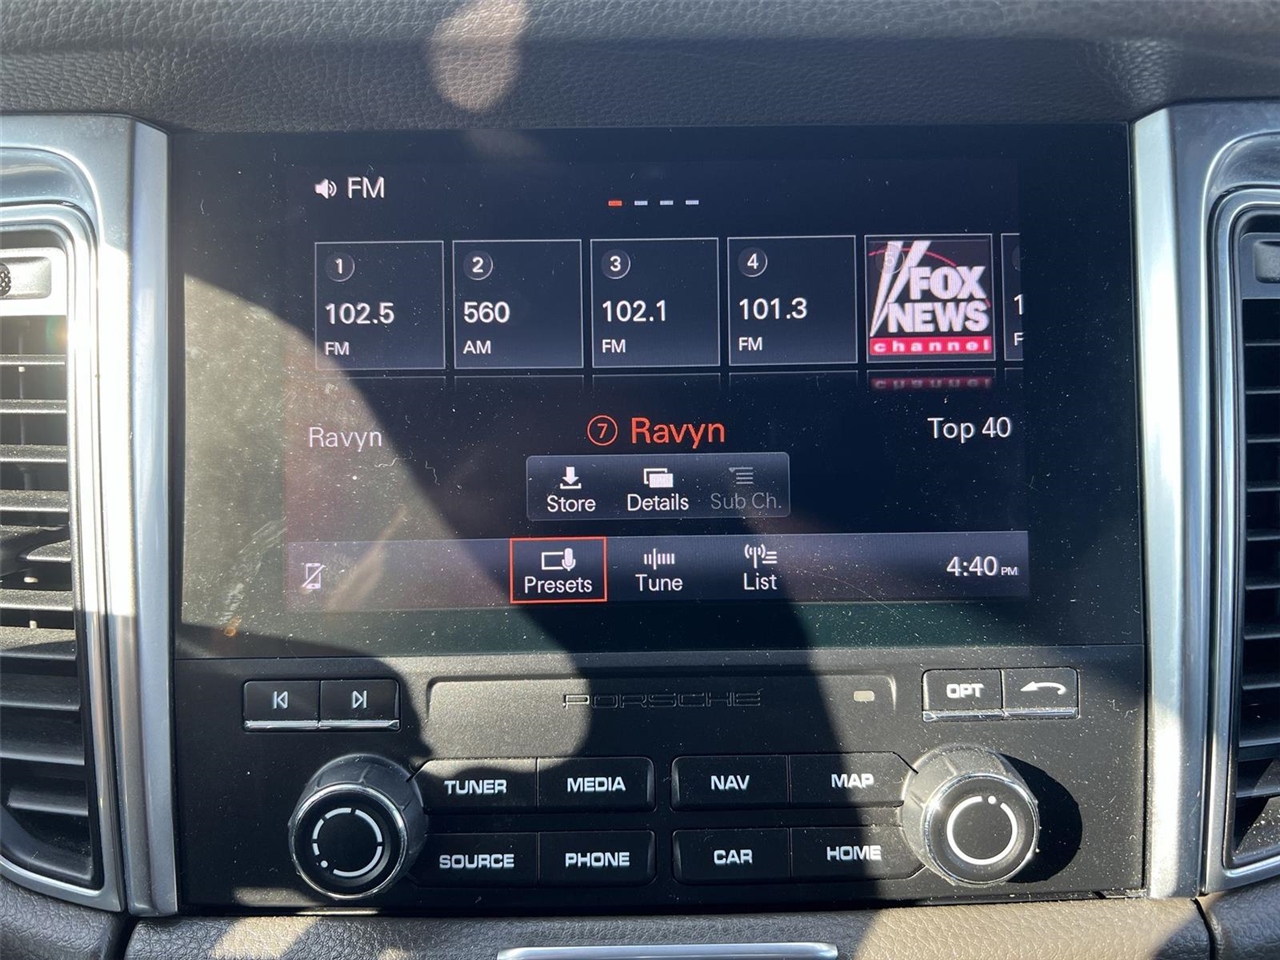 FM
1
102.5
FM
2
560
AM
3
102.1
FM
4
101.3
FM
5
FOX
NEWS
channel
1
F
Ravyn
7 Ravyn
Top 40
Store
Details
Sub Ch.
Presets
Tune
List
4:40 PM
PORSCHE
OPT
TUNER
MEDIA
NAV
MAP
SOURCE
PHONE
CAR
HOME